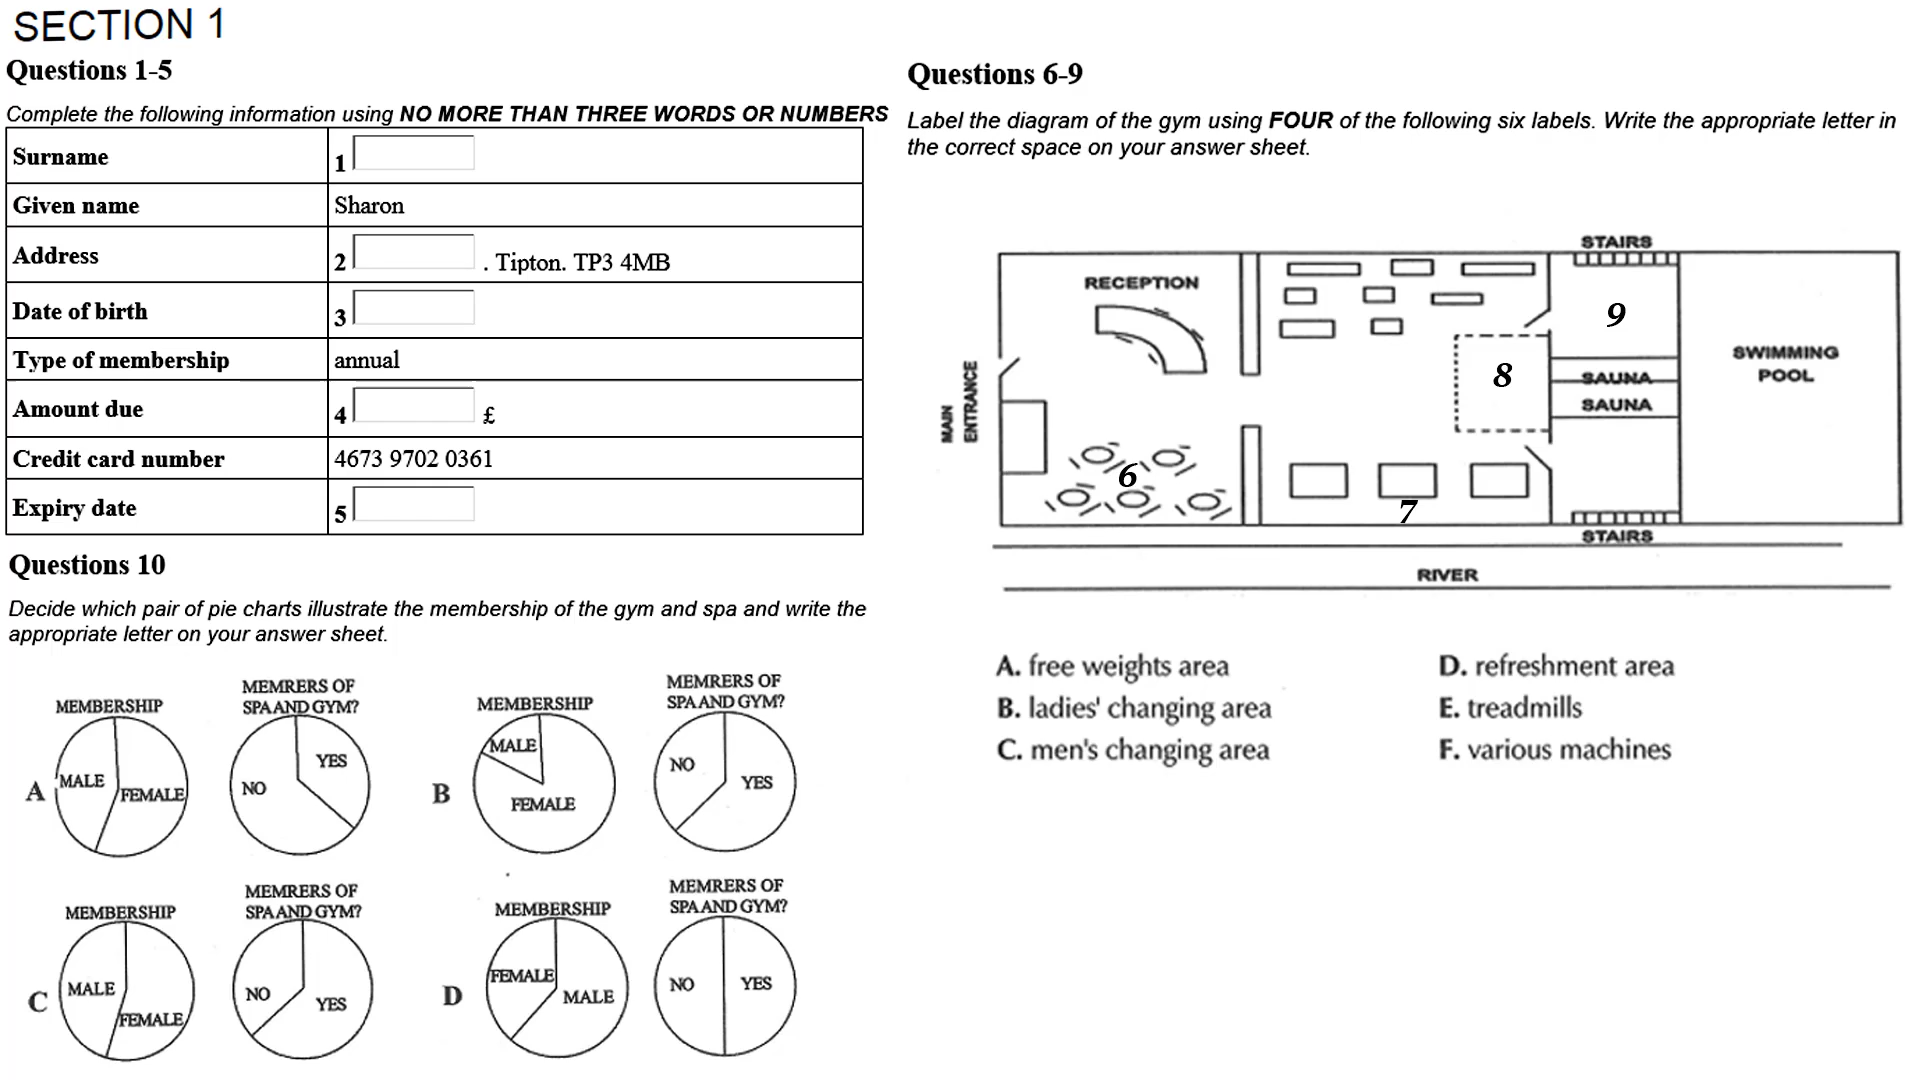 SECTION 1
Questions 1-5
Complete the following information using NO MORE THAN THREE WORDS OR NUMBERS
Surname 1
Given name Sharon
Address 2 . Tipton. TP3 4MB
Date of birth 3
Type of membership annual
Amount due 4 £
Credit card number 4673 9702 0361
Expiry date 5
Questions 10
Decide which pair of pie charts illustrate the membership of the gym and spa and write the
appropriate letter on your answer sheet.
A
MEMBERSHIP
MALE
FEMALE
MEMRERS OF
SPA AND GYM?
YES
NO
B
MEMBERSHIP
MALE
FEMALE
MEMRERS OF
SPA AND GYM?
NO
YES
C
MEMBERSHIP
MALE
FEMALE
MEMRERS OF
SPA AND GYM?
NO
YES
D
MEMBERSHIP
FEMALE
MALE
MEMRERS OF
SPA AND GYM?
NO
YES
Questions 6-9
Label the diagram of the gym using FOUR of the following six labels. Write the appropriate letter in
the correct space on your answer sheet.
STAIRS
RECEPTION
9
SWIMMING
POOL
MAIN
ENTRANCE
8
SAUNA
SAUNA
6
7
STAIRS
RIVER
A. free weights area
B. ladies' changing area
C. men's changing area
D. refreshment area
E. treadmills
F. various machines